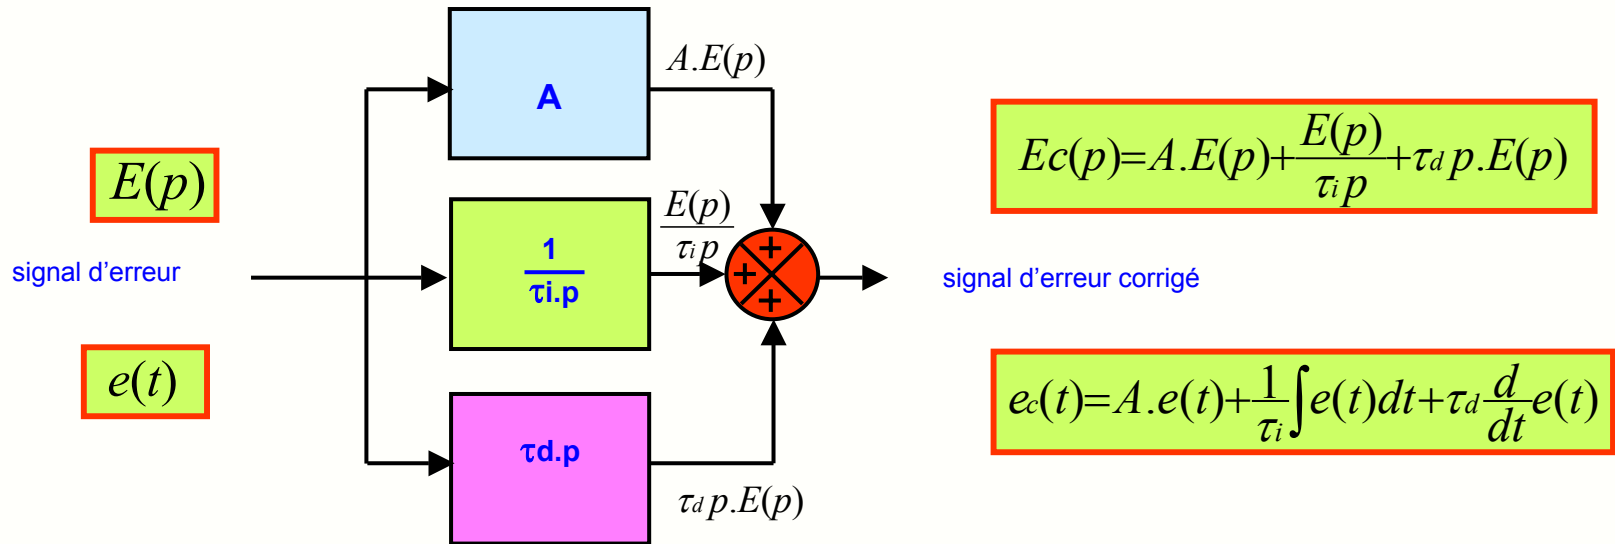 A.E(p)
A
E(p)
Ec(p)=A.E(p)+E(p)/τi p+τd p.E(p)
E(p)/τi p
1/τi.p
+
+
+
signal d'erreur
signal d'erreur corrigé
e(t)
ec(t)=A.e(t)+1/τi∫e(t)dt+τd d/dt e(t)
τd.p
τd p.E(p)